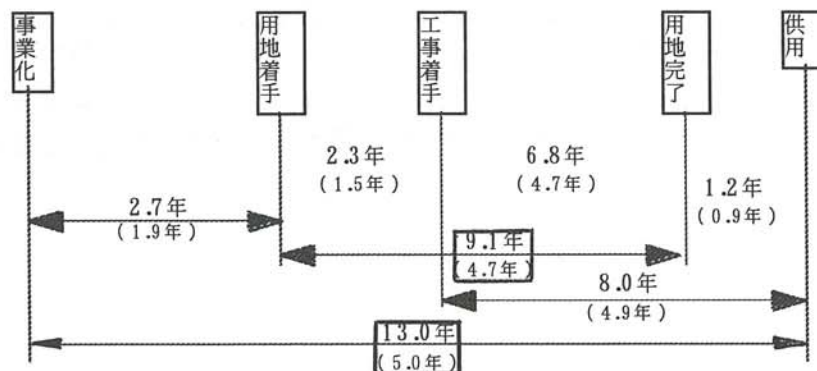 事業化
用地着手
工事着手
用地完了
供用
2.3年
(1.5年)
6.8年
(4.7年)
1.2年
(0.9年)
2.7年
(1.9年)
9.1年
(4.7年)
8.0年
(4.9年)
13.0年
(5.0年)